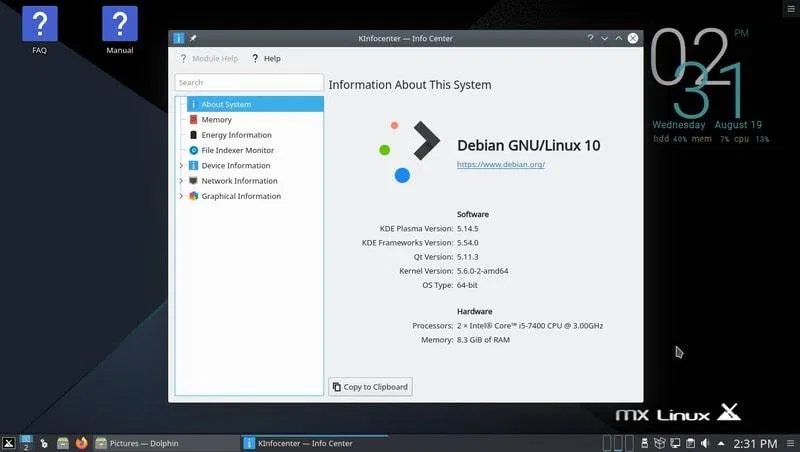 FAQ
Manual
KInfocenter — Info Center
Module Help
Help
Search
About System
Memory
Energy Information
File Indexer Monitor
Device Information
Network Information
Graphical Information
Information About This System
Debian GNU/Linux 10
https://www.debian.org/
Software
KDE Plasma Version: 5.14.5
KDE Frameworks Version: 5.54.0
Qt Version: 5.11.3
Kernel Version: 5.6.0-2-amd64
OS Type: 64-bit
Hardware
Processors: 2 × Intel® Core™ i5-7400 CPU @ 3.00GHz
Memory: 8.3 GiB of RAM
Copy to Clipboard
02 PM
31
Wednesday August 19
hdd 40% mem 7% cpu 13%
MX Linux
2
Pictures — Dolphin
KInfocenter — Info Center
2:31 PM